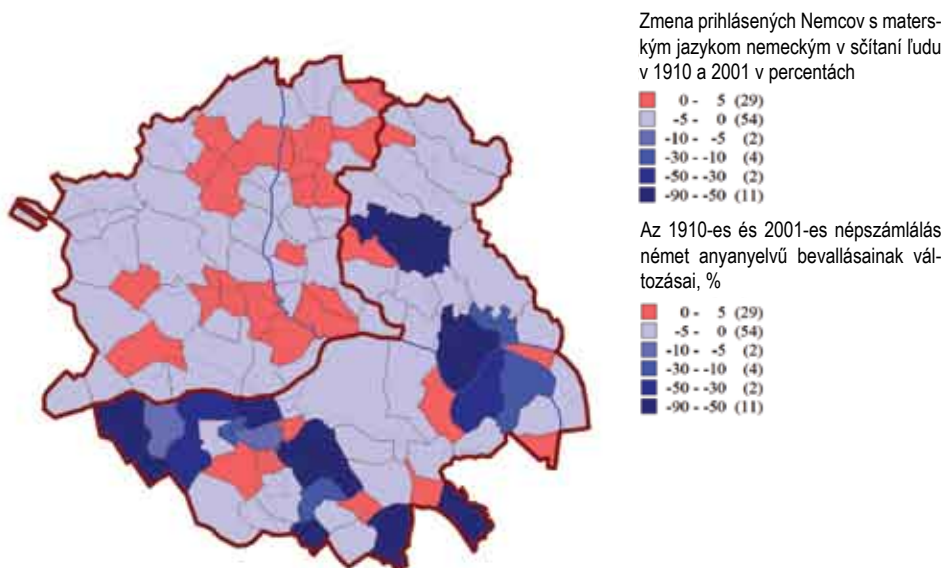 Zmena prihlásených Nemcov s maters-
kým jazykom nemeckým v sčítaní ľudu
v 1910 a 2001 v percentách
0 - 5 (29)
-5 - 0 (54)
-10 - -5 (2)
-30 - -10 (4)
-50 - -30 (2)
-90 - -50 (11)
Az 1910-es és 2001-es népszámlálás
német anyanyelvű bevallásainak vál-
tozásai, %
0 - 5 (29)
-5 - 0 (54)
-10 - -5 (2)
-30 - -10 (4)
-50 - -30 (2)
-90 - -50 (11)